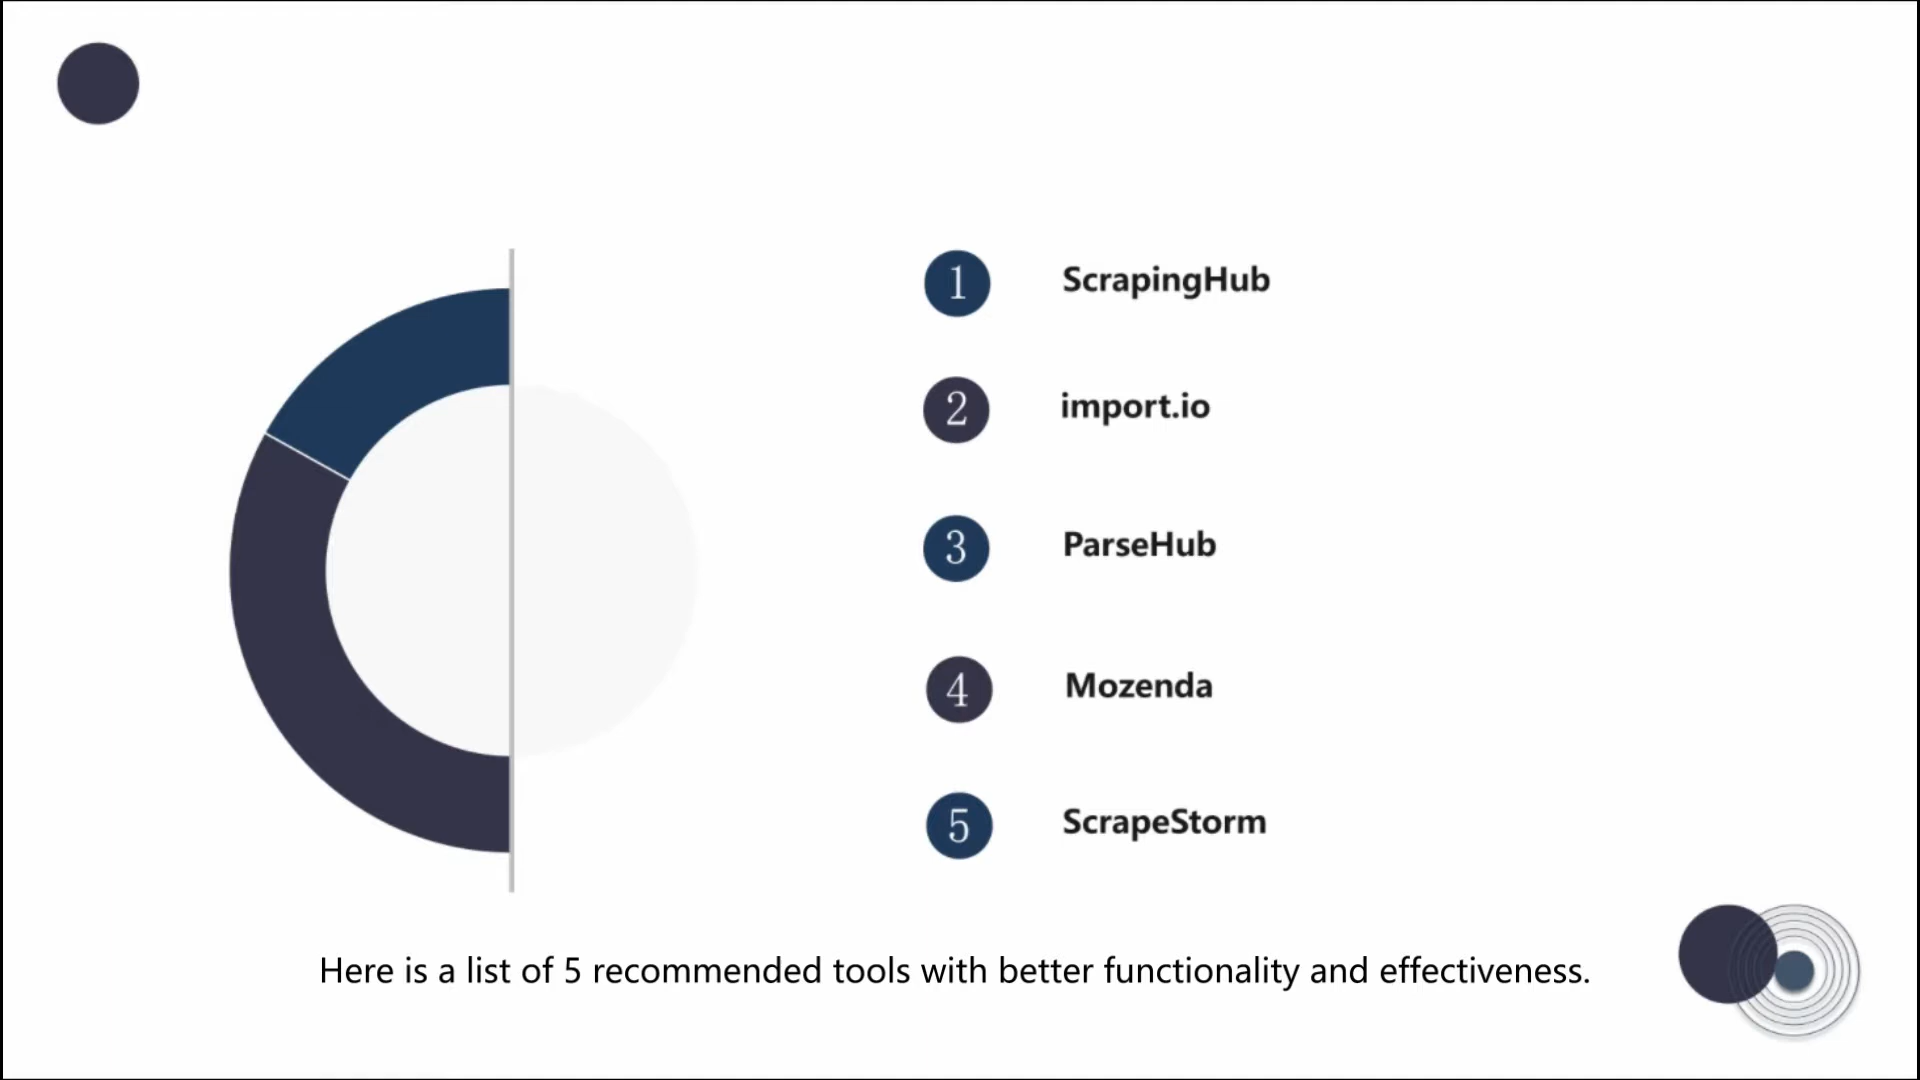 1 ScrapingHub
2 import.io
3 ParseHub
4 Mozenda
5 ScrapeStorm
Here is a list of 5 recommended tools with better functionality and effectiveness.